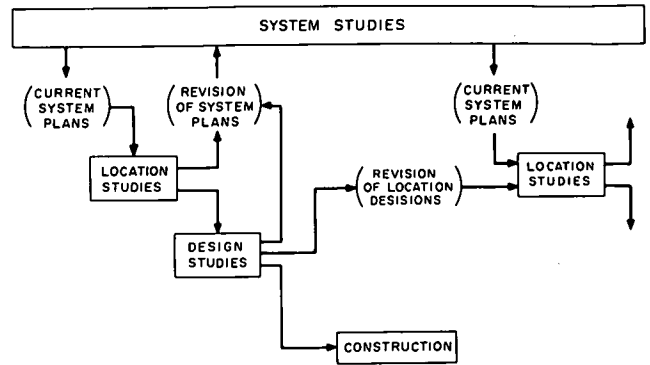 SYSTEM STUDIES
(CURRENT
SYSTEM
PLANS)
(REVISION
OF SYSTEM
PLANS)
(CURRENT
SYSTEM
PLANS)
LOCATION
STUDIES
(REVISION
OF LOCATION
DESISIONS)
LOCATION
STUDIES
DESIGN
STUDIES
CONSTRUCTION